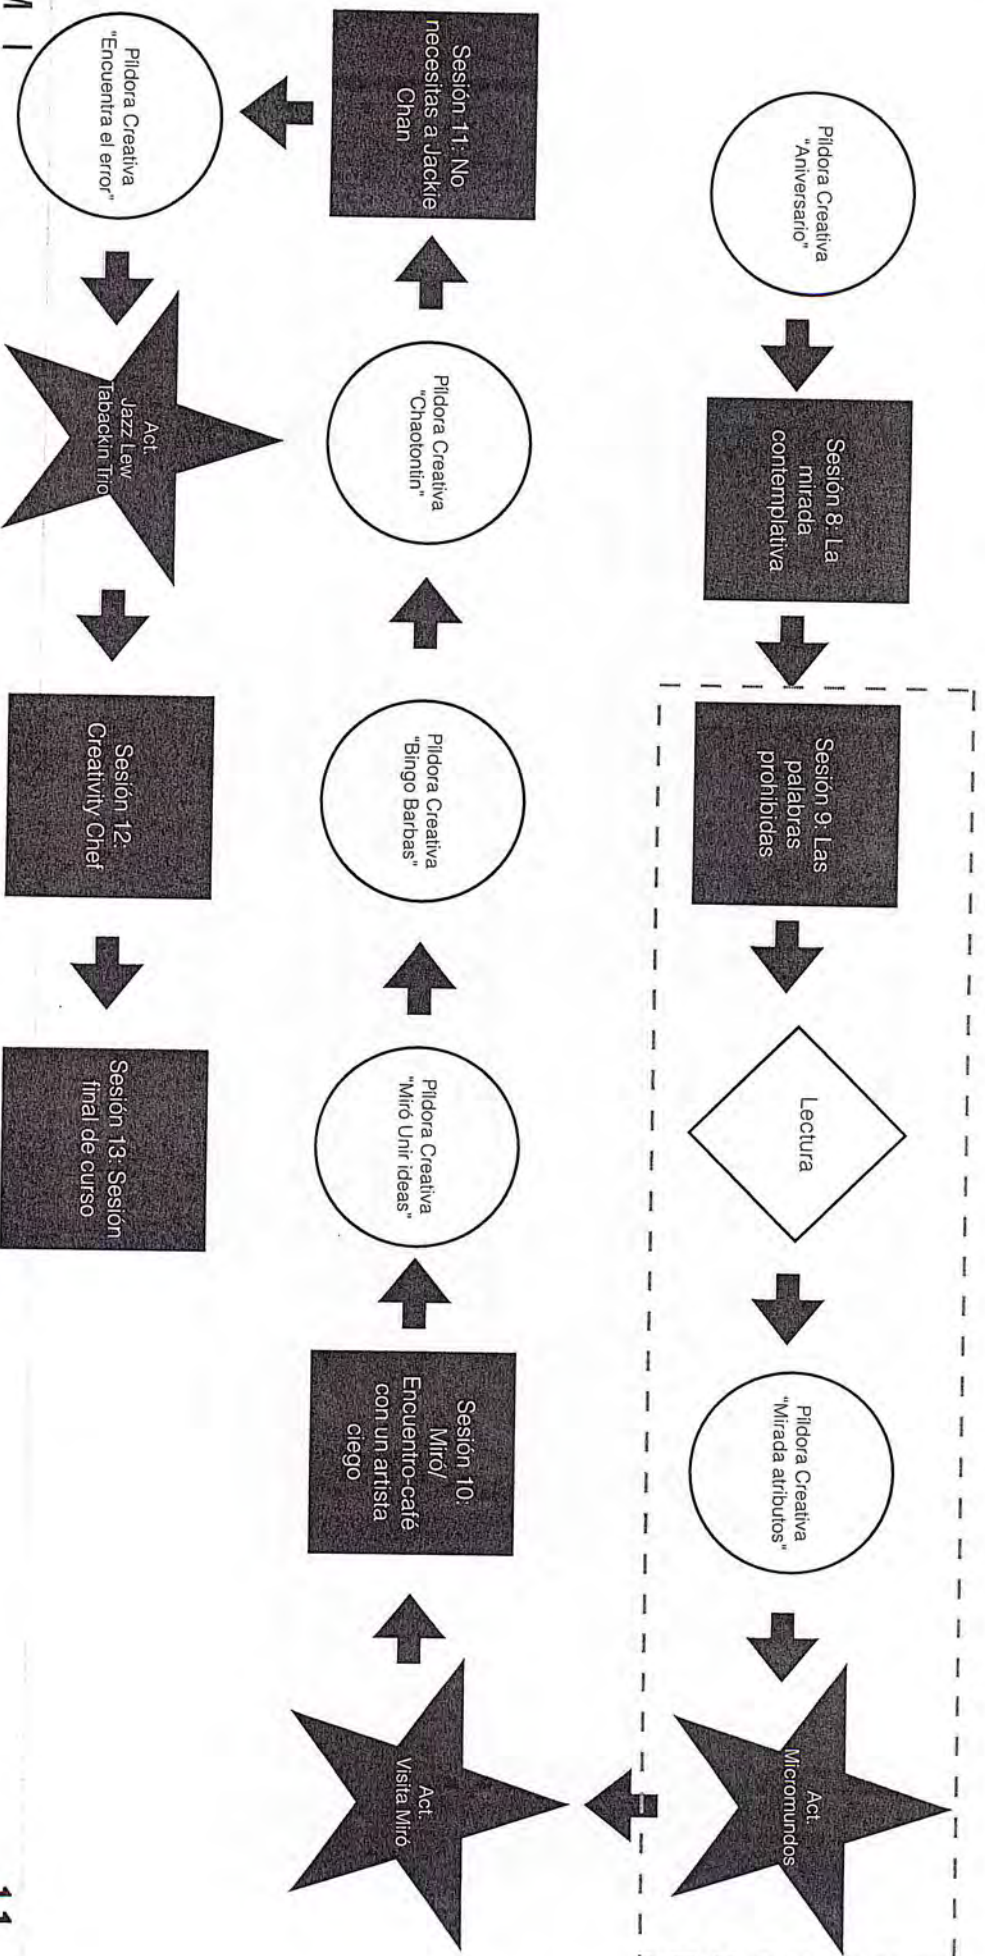 Píldora Creativa
"Aniversario"
Sesión 8: La
mirada
contemplativa
Sesión 9: Las
palabras
prohibidas
Lectura
Píldora Creativa
"Mirada atributos"
Act.
Micromundos
Act.
Visita Miró
Sesión 10:
Miró/
Encuentro-café
con un artista
ciego
Píldora Creativa
"Miró Unir ideas"
Píldora Creativa
"Bingo Barbas"
Píldora Creativa
"Chaotontin"
Sesión 11: No
necesitas a Jackie
Chan
Píldora Creativa
"Encuentra el error"
Act.
Jazz Lew
Tabackin Trio
Sesión 12:
Creativity Chef
Sesión 13: Sesión
final de curso